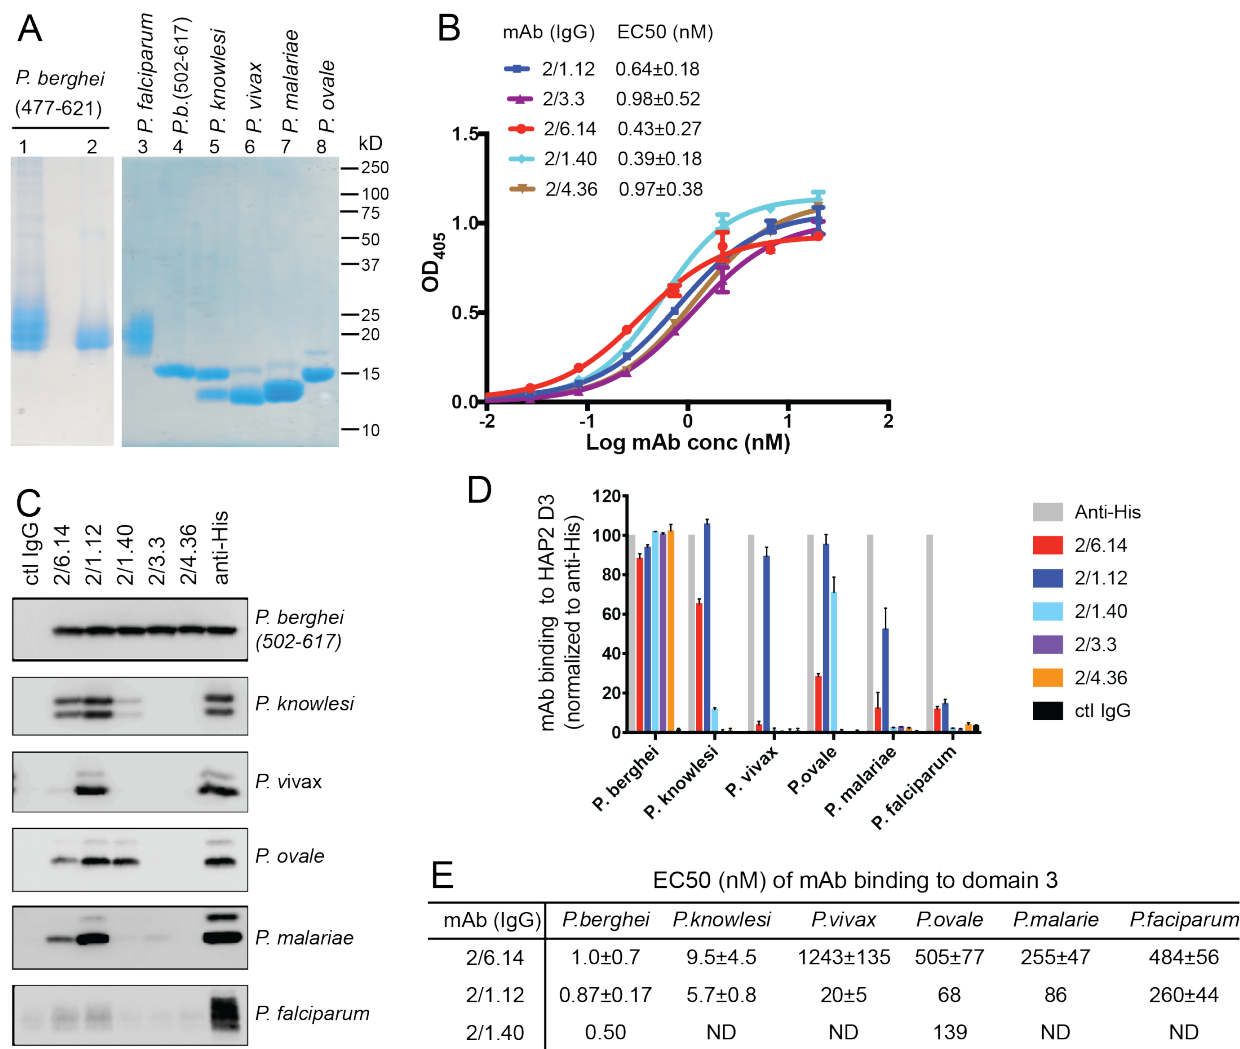 A
P. berghei
(477-621)
1
2
P. falciparum
P.b.(502-617)
P. knowlesi
P. vivax
P. malariae
P. ovale
3 4 5 6 7 8
kD
250
100
75
50
37
25
20
15
10
B
mAb (IgG) EC50 (nM)
2/1.12 0.64±0.18
2/3.3 0.98±0.52
2/6.14 0.43±0.27
2/1.40 0.39±0.18
2/4.36 0.97±0.38
OD405
1.5
1.0
0.5
0.0
-2 -1 0 1 2
Log mAb conc (nM)
C
ctl IgG
2/6.14
2/1.12
2/1.40
2/3.3
2/4.36
anti-His
P. berghei
(502-617)
P. knowlesi
P. vivax
P. ovale
P. malariae
P. falciparum
D
mAb binding to HAP2 D3
(normalized to anti-His)
120
100
80
60
40
20
0
P. berghei
P. knowlesi
P. vivax
P.ovale
P. malariae
P. falciparum
Anti-His
2/6.14
2/1.12
2/1.40
2/3.3
2/4.36
ctl IgG
E
EC50 (nM) of mAb binding to domain 3
mAb (IgG) P.berghei P.knowlesi P.vivax P.ovale P.malarie P.faciparum
2/6.14 1.0±0.7 9.5±4.5 1243±135 505±77 255±47 484±56
2/1.12 0.87±0.17 5.7±0.8 20±5 68 86 260±44
2/1.40 0.50 ND ND 139 ND ND